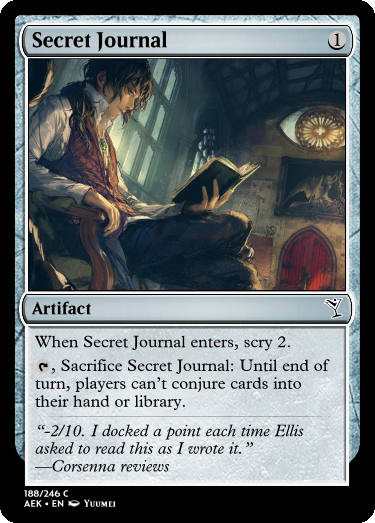 Secret Journal 1
Artifact
When Secret Journal enters, scry 2.
, Sacrifice Secret Journal: Until end of
turn, players can't conjure cards into
their hand or library.
“-2/10. I docked a point each time Ellis
asked to read this as I wrote it.”
—Corsenna reviews
188/246 C
AEK • EN Yuumei